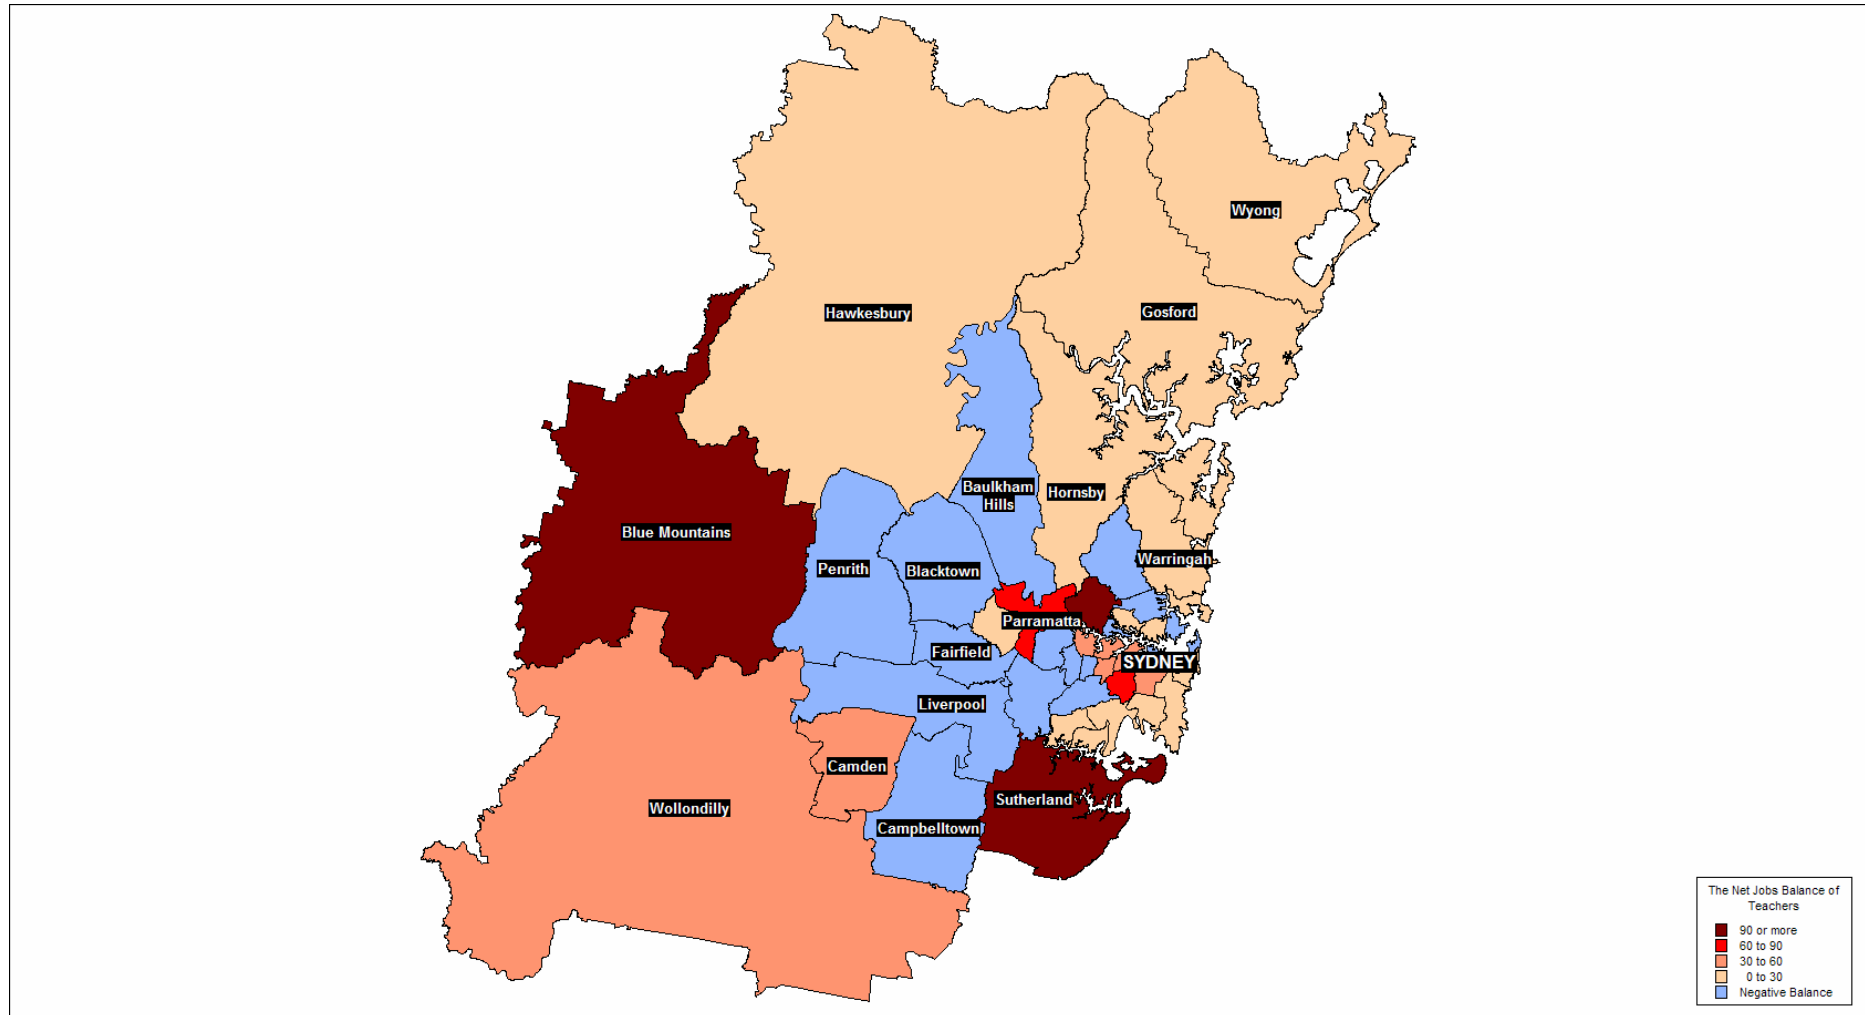 Wyong
Hawkesbury
Gosford
Baulkham
Hills
Hornsby
Blue Mountains
Warringah
Penrith
Blacktown
Parramatta
Fairfield
SYDNEY
Liverpool
Camden
Sutherland
Wollondilly
Campbelltown
The Net Jobs Balance of
Teachers
90 or more
60 to 90
30 to 60
0 to 30
Negative Balance